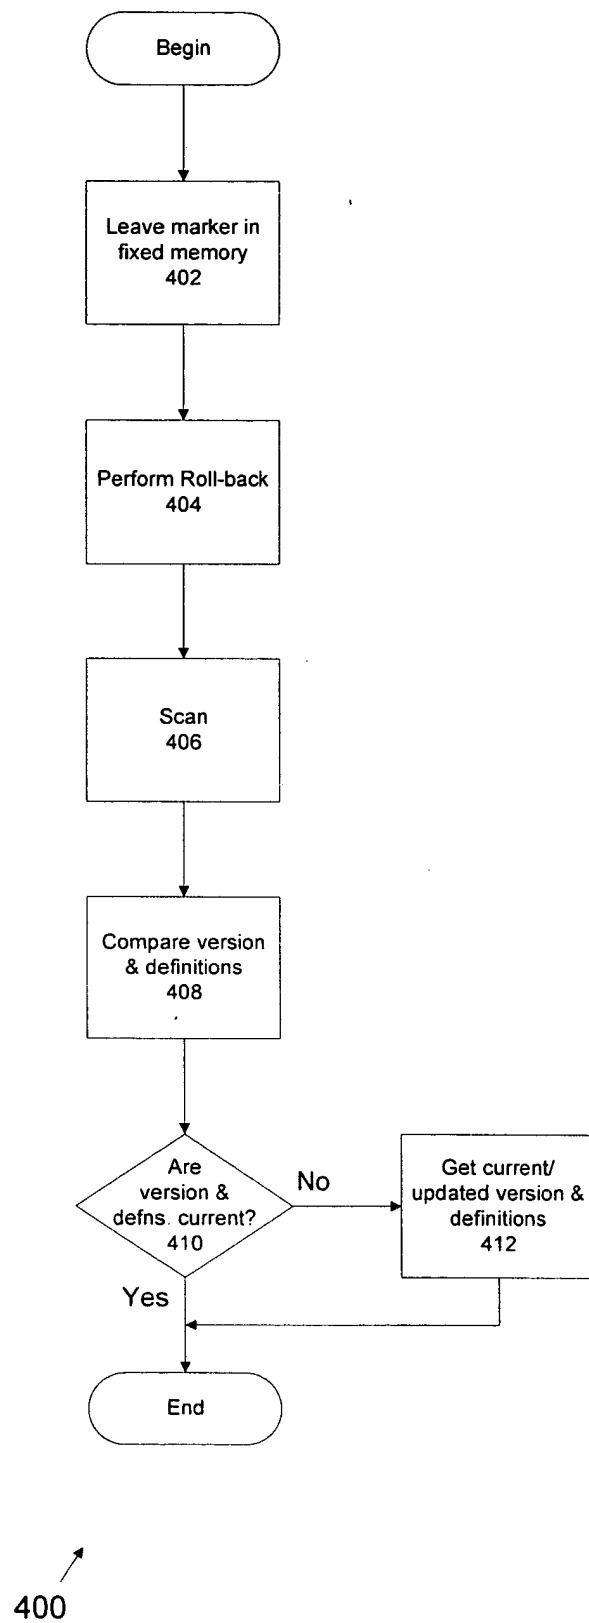 Begin
Leave marker in
fixed memory
402
Perform Roll-back
404
Scan
406
Compare version
& definitions
408
Are
version &
defns. current?
410
No
Get current/
updated version &
definitions
412
Yes
End
400